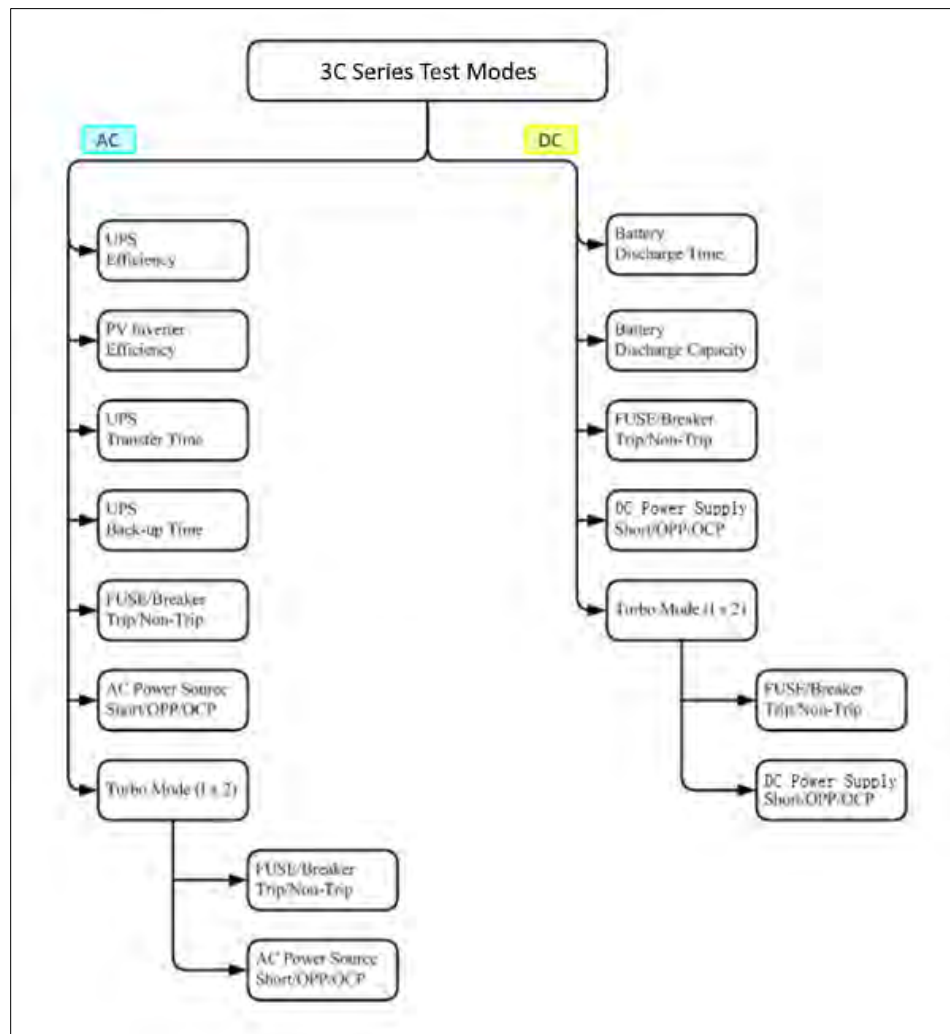 3C Series Test Modes
AC
UPS
Efficiency
PV Inverter
Efficiency
UPS
Transfer Time
UPS
Back-up Time
FUSE/Breaker
Trip/Non-Trip
AC Power Source
Short/OPP/OCP
Turbo Mode (I x 2)
FUSE/Breaker
Trip/Non-Trip
AC Power Source
Short/OPP/OCP
DC
Battery
Discharge Time
Battery
Discharge Capacity
FUSE/Breaker
Trip/Non-Trip
DC Power Supply
Short/OPP/OCP
Turbo Mode (I x 2)
FUSE/Breaker
Trip/Non-Trip
DC Power Supply
Short/OPP/OCP